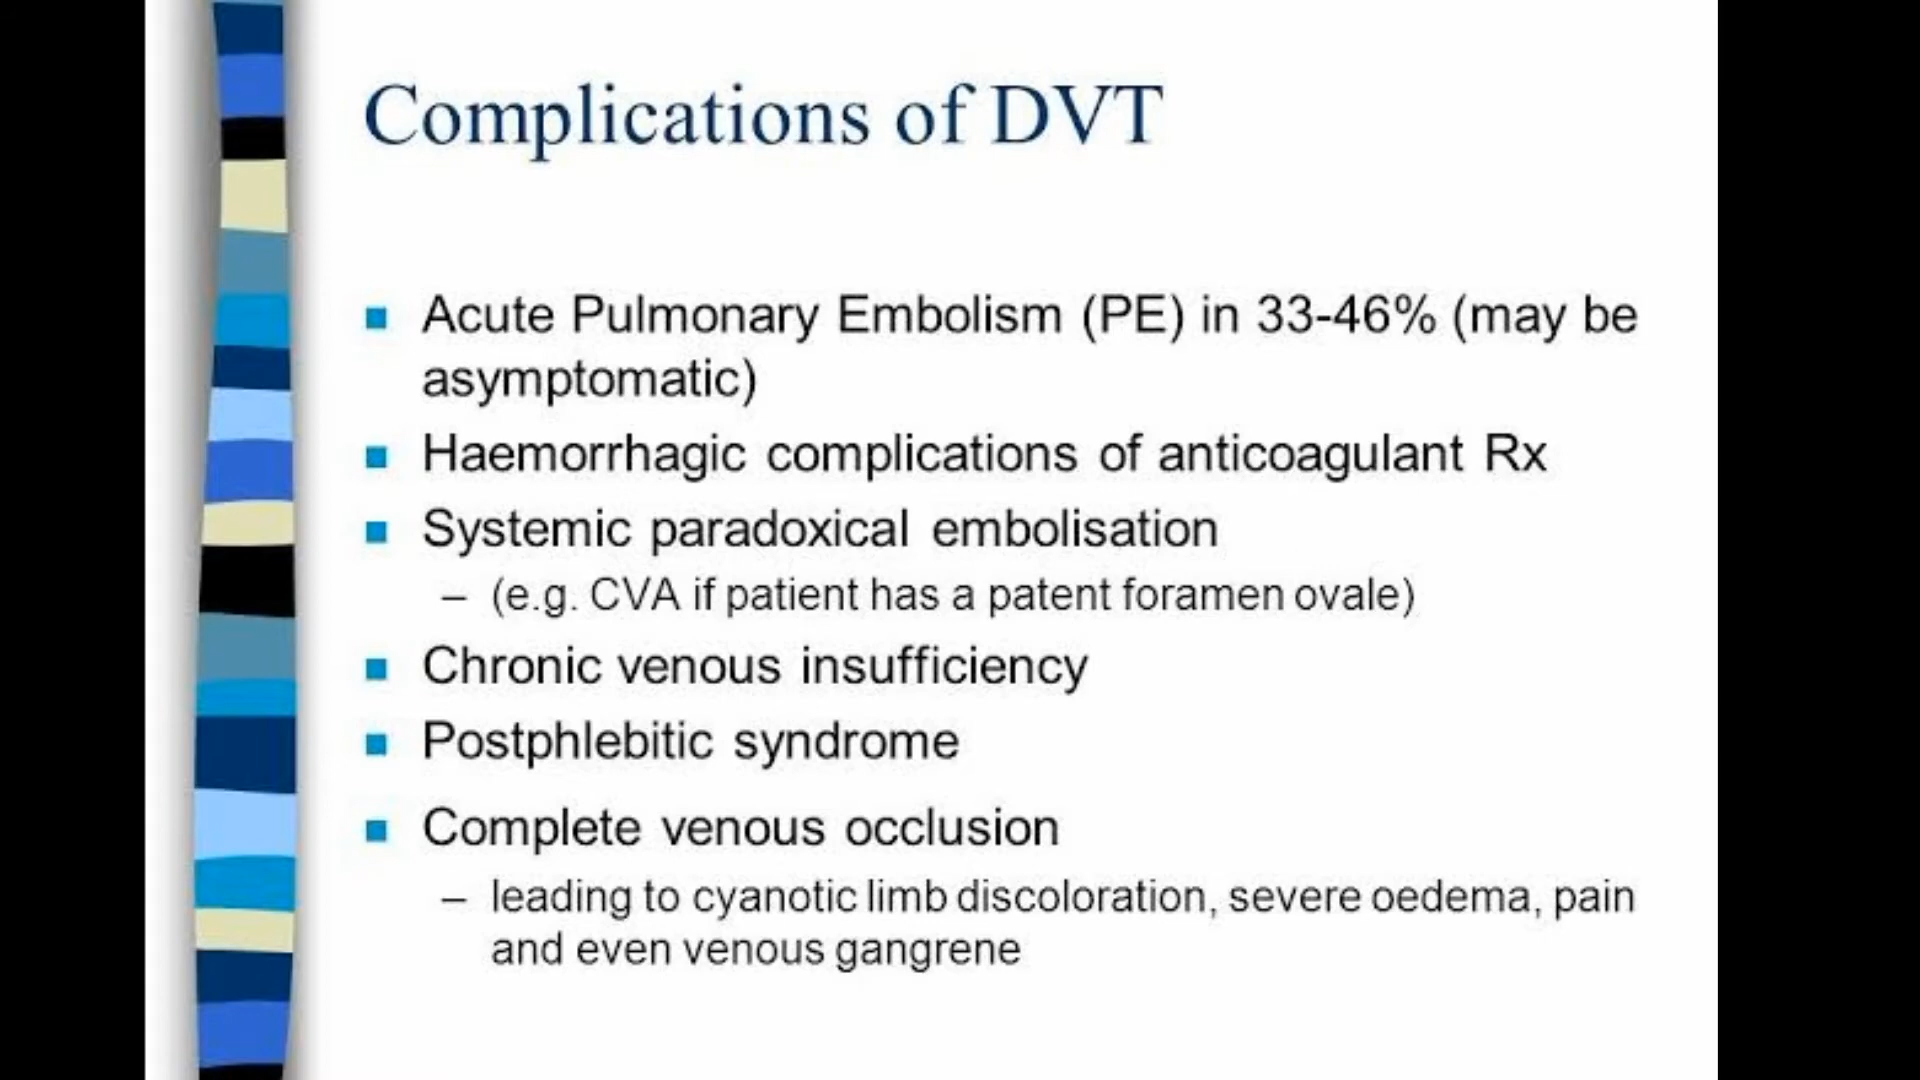 Complications of DVT
Acute Pulmonary Embolism (PE) in 33-46% (may be
asymptomatic)
Haemorrhagic complications of anticoagulant Rx
Systemic paradoxical embolisation
– (e.g. CVA if patient has a patent foramen ovale)
Chronic venous insufficiency
Postphlebitic syndrome
Complete venous occlusion
– leading to cyanotic limb discoloration, severe oedema, pain
and even venous gangrene